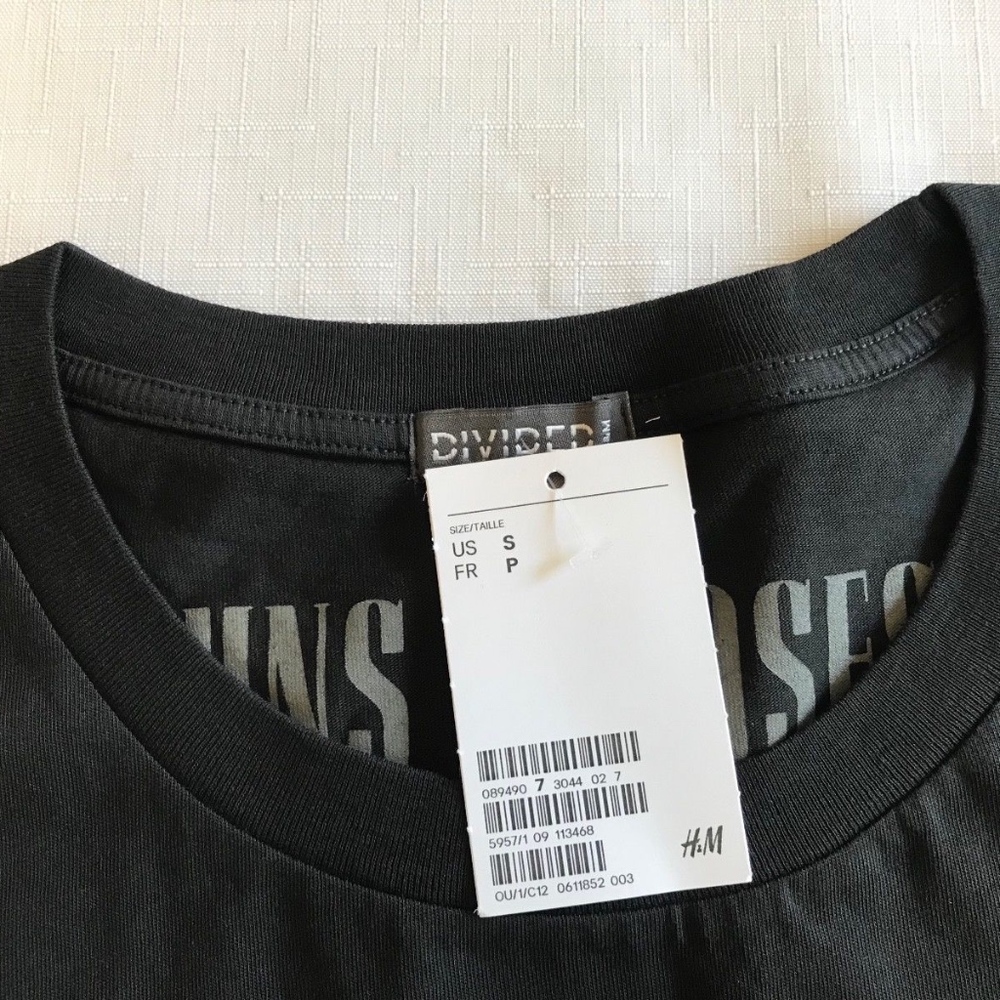 DIVIDED
H&M
SIZE/TAILLE
US S
FR P
089490 7 3044 02 7
5957/1 09 113468
OU/1/C12 0611852 003
H&M